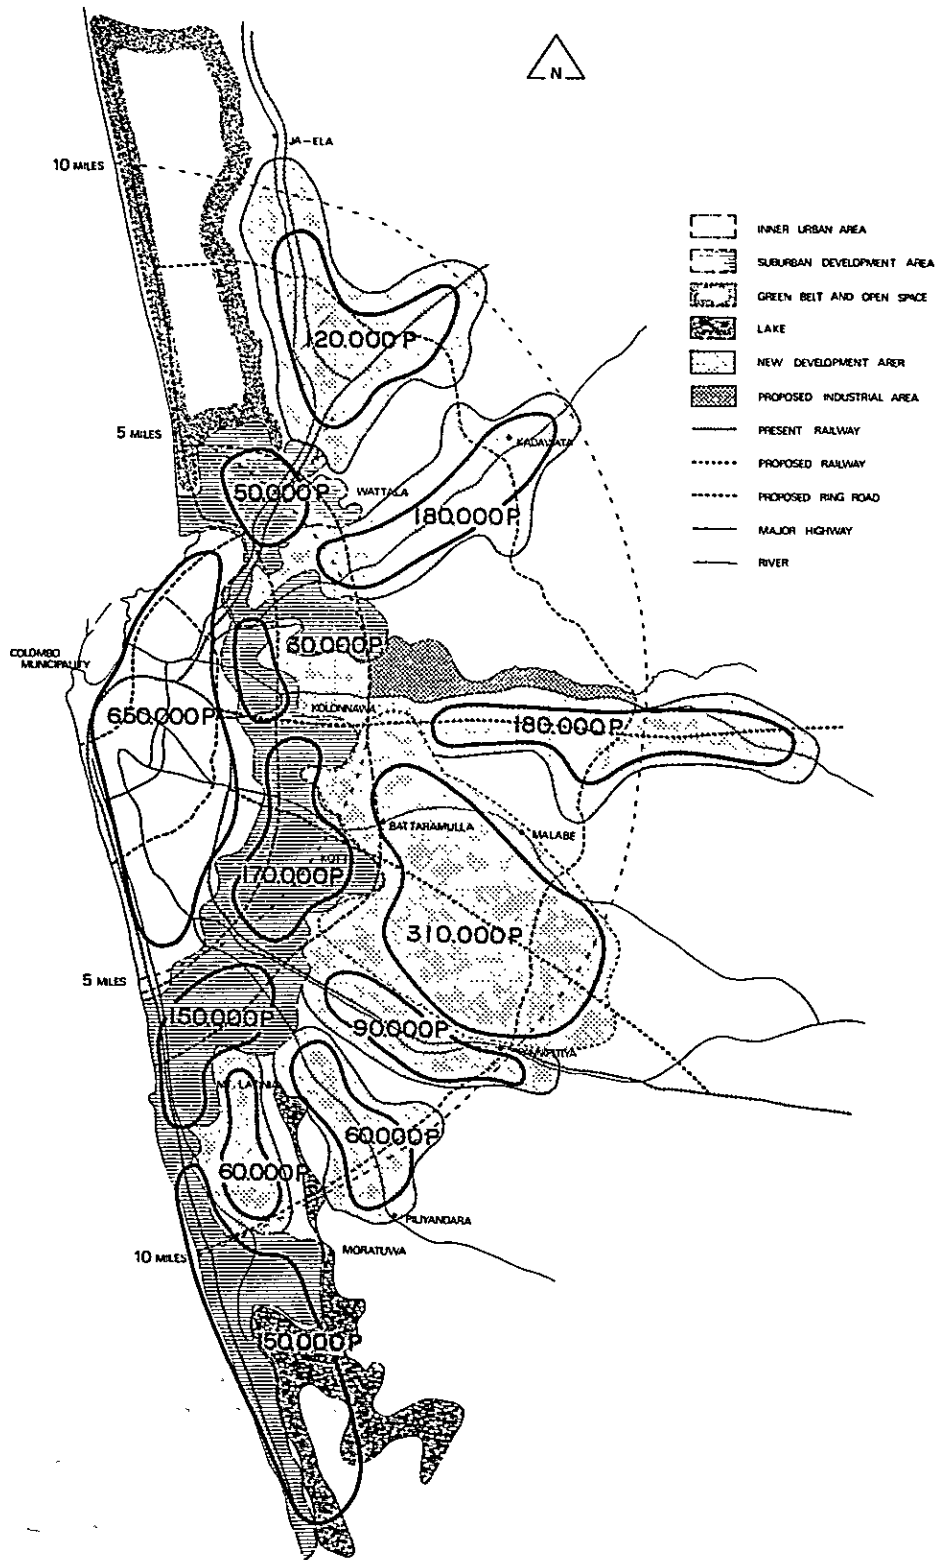 N
JA-ELA
10 MILES
INNER URBAN AREA
SUBURBAN DEVELOPMENT AREA
GREEN BELT AND OPEN SPACE
LAKE
NEW DEVELOPMENT ARER
PROPOSED INDUSTRIAL AREA
PRESENT RAILWAY
PROPOSED RAILWAY
PROPOSED RING ROAD
MAJOR HIGHWAY
RIVER
120.000 P
5 MILES
KADAWATA
50.000 P
WATTALA
180.000 P
COLOMBO
MUNICIPALITY
60.000 P
KOLONNAWA
650.000 P
180.000 P
BATTARAMULLA
MALABE
170.000 P
310.000 P
5 MILES
150.000 P
90.000 P
60.000 P
60.000 P
PILIYANDARA
10 MILES
MORATUWA
150.000 P